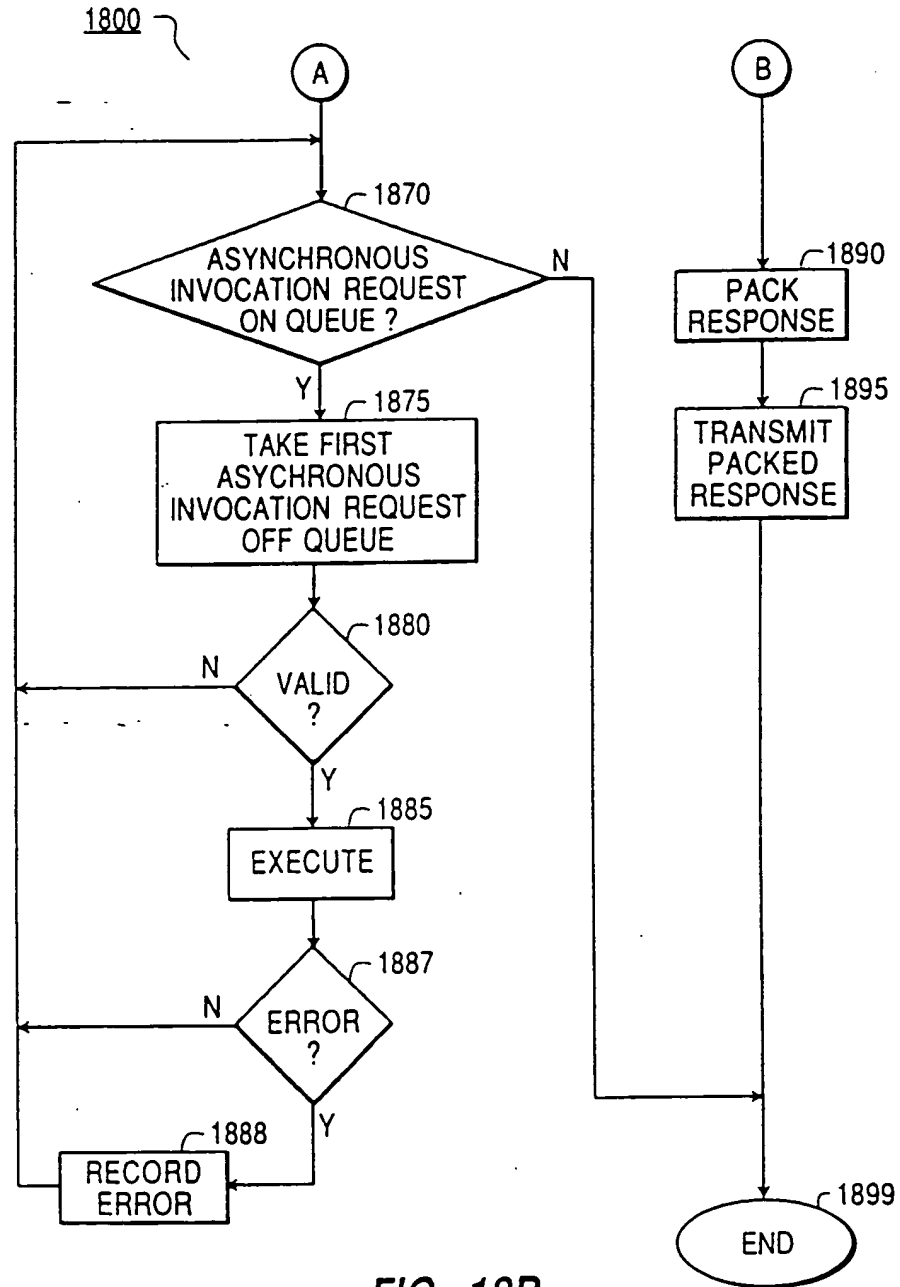 1800
A
B
1870
ASYNCHRONOUS
INVOCATION REQUEST
ON QUEUE ?
N
Y
1890
PACK
RESPONSE
1875
TAKE FIRST
ASYCHRONOUS
INVOCATION REQUEST
OFF QUEUE
1895
TRANSMIT
PACKED
RESPONSE
1880
VALID
?
N
Y
1885
EXECUTE
1887
ERROR
?
N
Y
1888
RECORD
ERROR
1899
END